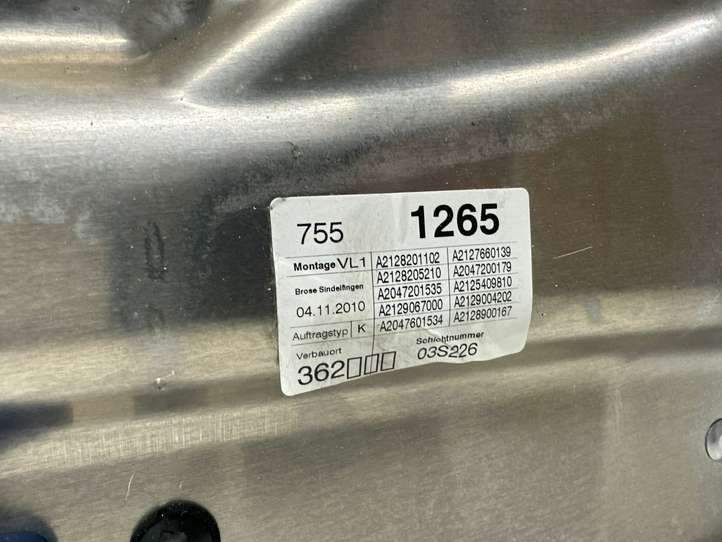 755 1265
Montage VL1 A2128201102 A2127660139
A2128205210 A2047200179
Brose Sindelfingen A2047201535 A2125409810
04.11.2010 A2129067000 A2129004202
Auftragstyp K A2047601534 A2128900167
Verbauort Schichtnummer
362□□□ 03S226